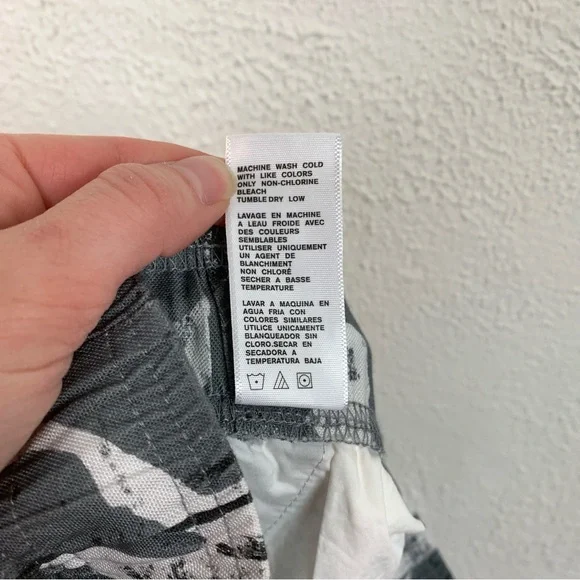 MACHINE WASH COLD
WITH LIKE COLORS
ONLY NON-CHLORINE
BLEACH
TUMBLE DRY LOW
LAVAGE EN MACHINE
A LEAU FROIDE AVEC
DES COULEURS
SEMBLABLES
UTILISER UNIQUEMENT
UN AGENT DE
BLANCHIMENT
NON CHLORÉ
SECHER A BASSE
TEMPERATURE
LAVAR A MAQUINA EN
AGUA FRIA CON
COLORES SIMILARES
UTILICE UNICAMENTE
BLANQUEADOR SIN
CLORO.SECAR EN
SECADORA A
TEMPERATURA BAJA